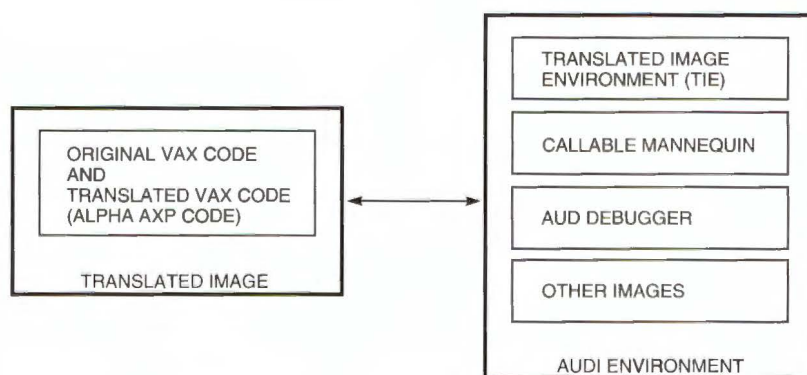 ORIGINAL VAX CODE
AND
TRANSLATED VAX CODE
(ALPHA AXP CODE)
TRANSLATED IMAGE
TRANSLATED IMAGE
ENVIRONMENT (TIE)
CALLABLE MANNEQUIN
AUD DEBUGGER
OTHER IMAGES
AUDI ENVIRONMENT